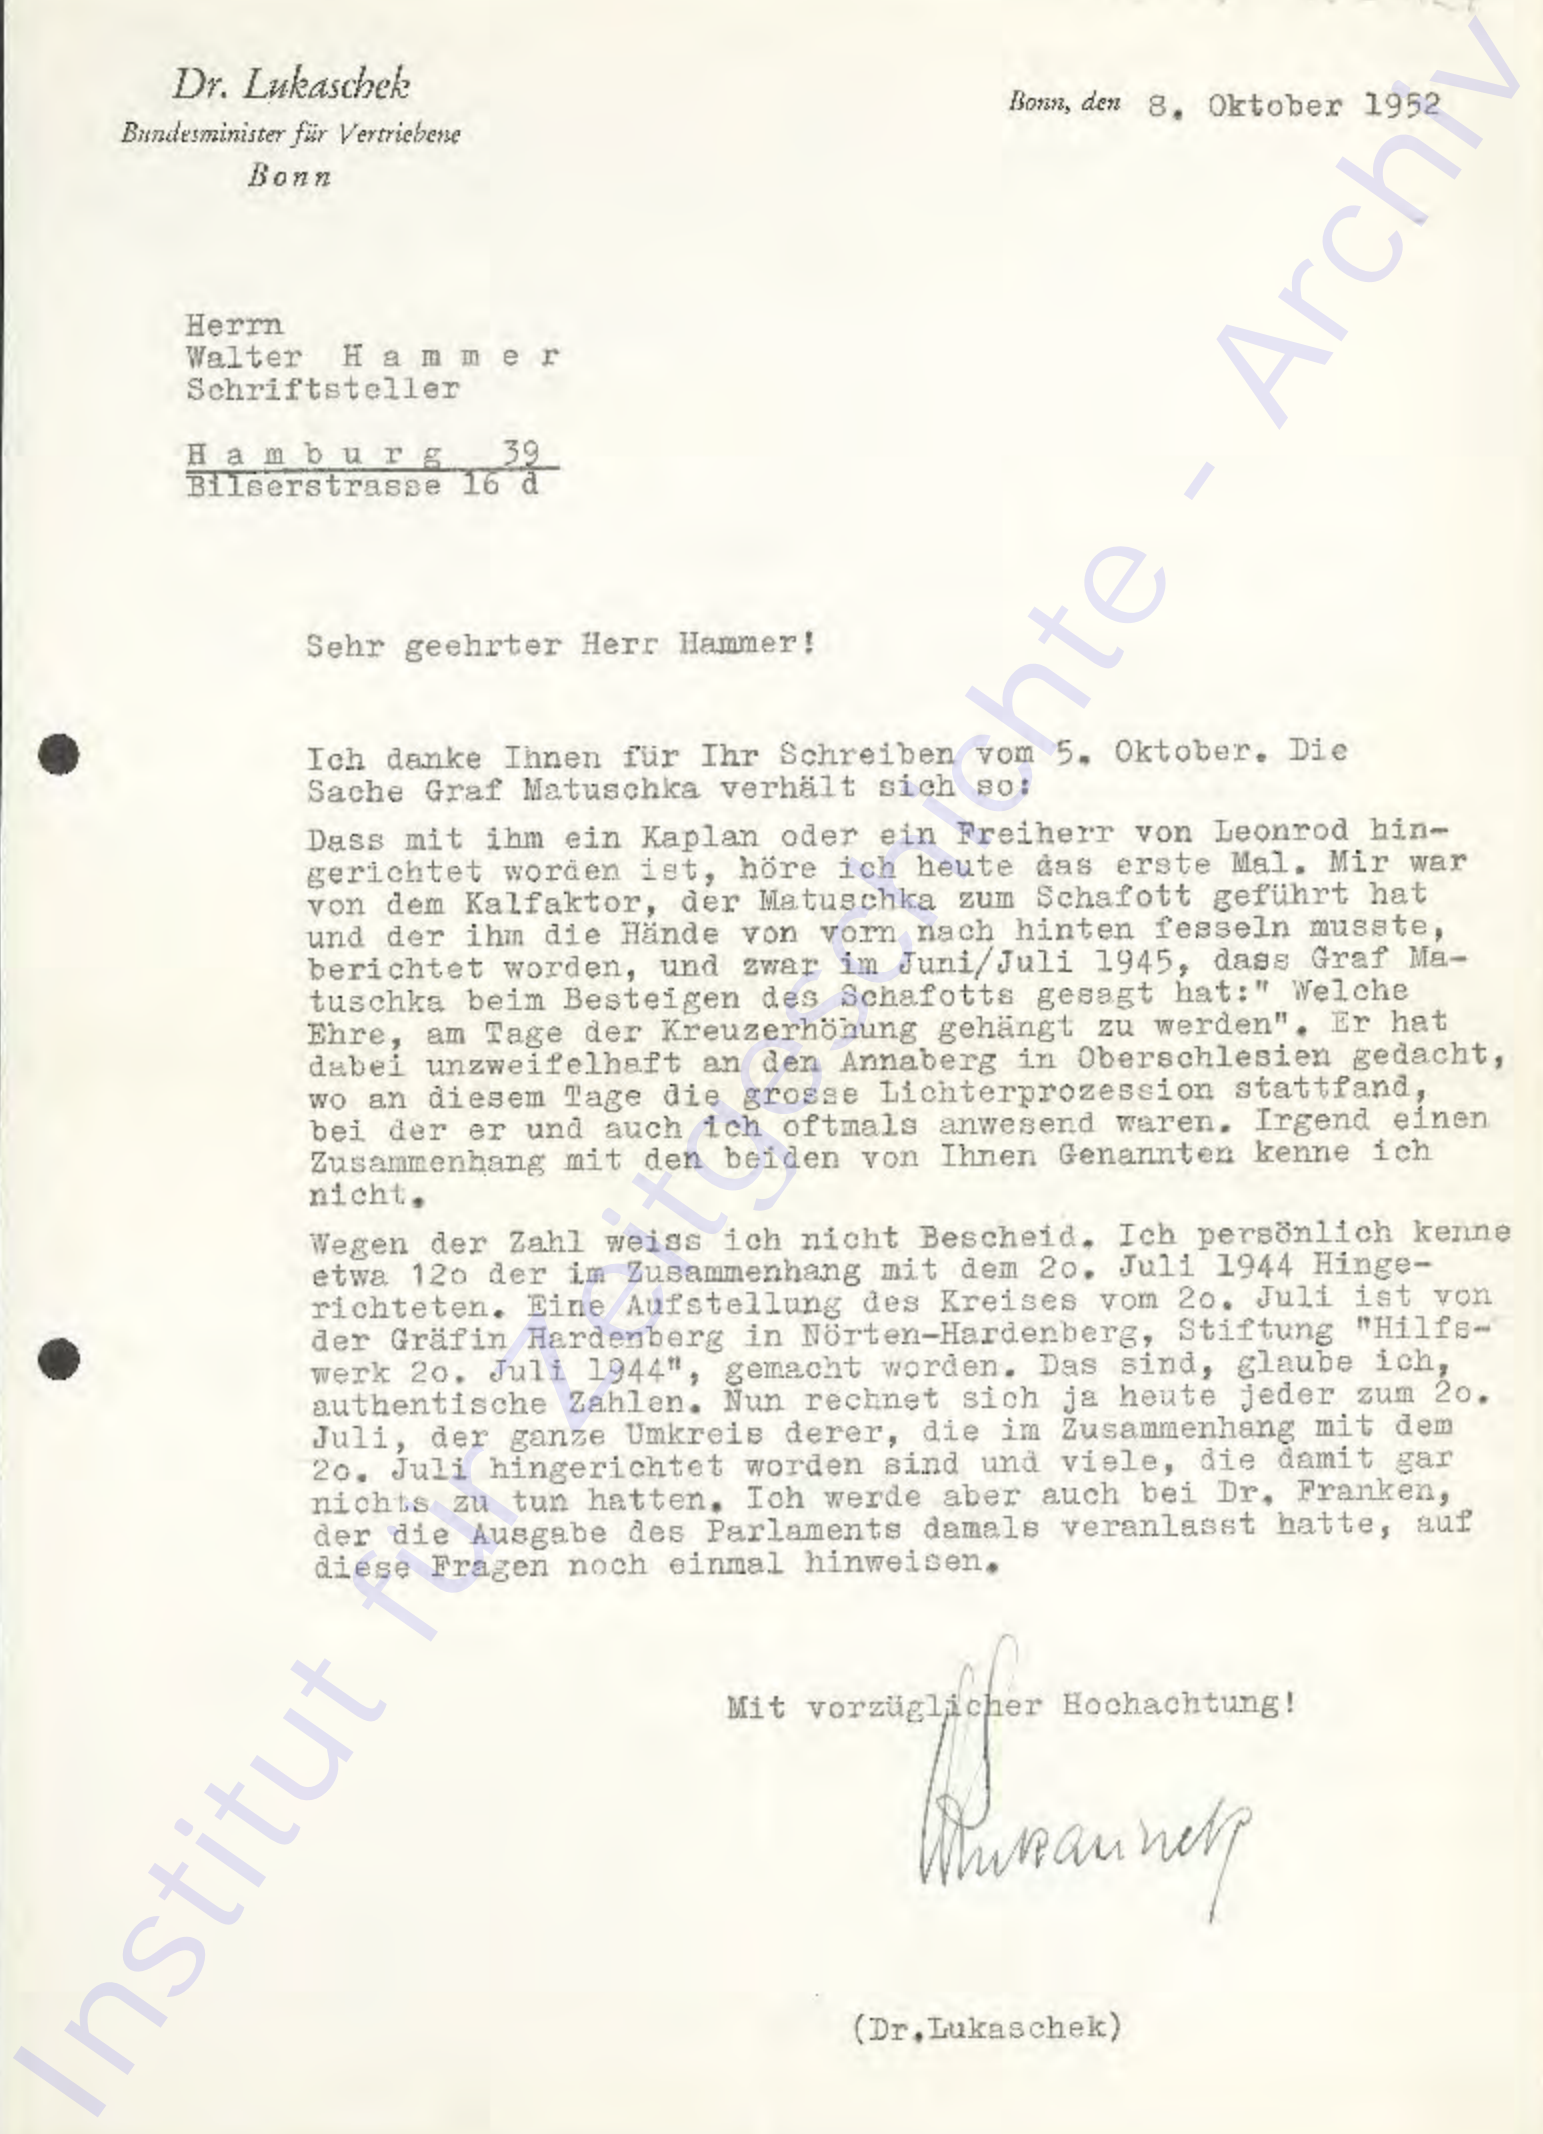 Dr. Lukaschek
Bundesminister für Vertriebene
Bonn
Bonn, den 8. Oktober 1952
Herrn
Walter H a m m e r
Schriftsteller
H a m b u r g 39
Bilserstrasse 16 d
Sehr geehrter Herr Hammer!
Ich danke Ihnen für Ihr Schreiben vom 5. Oktober. Die
Sache Graf Matuschka verhält sich so:
Dass mit ihm ein Kaplan oder ein Freiherr von Leonrod hin-
gerichtet worden ist, höre ich heute das erste Mal. Mir war
von dem Kalfaktor, der Matuschka zum Schafott geführt hat
und der ihm die Hände von vorn nach hinten fesseln musste,
berichtet worden, und zwar im Juni/Juli 1945, dass Graf Ma-
tuschka beim Besteigen des Schafotts gesagt hat:" Welche
Ehre, am Tage der Kreuzerhöhung gehängt zu werden". Er hat
dabei unzweifelhaft an den Annaberg in Oberschlesien gedacht,
wo an diesem Tage die grosse Lichterprozession stattfand,
bei der er und auch ich oftmals anwesend waren. Irgend einen
Zusammenhang mit den beiden von Ihnen Genannten kenne ich
nicht.
Wegen der Zahl weiss ich nicht Bescheid. Ich persönlich kenne
etwa 12o der im Zusammenhang mit dem 2o. Juli 1944 Hinge-
richteten. Eine Aufstellung des Kreises vom 2o. Juli ist von
der Gräfin Hardenberg in Nörten-Hardenberg, Stiftung "Hilfs-
werk 2o. Juli 1944", gemacht worden. Das sind, glaube ich,
authentische Zahlen. Nun rechnet sich ja heute jeder zum 2o.
Juli, der ganze Umkreis derer, die im Zusammenhang mit dem
2o. Juli hingerichtet worden sind und viele, die damit gar
nichts zu tun hatten. Ich werde aber auch bei Dr. Franken,
der die Ausgabe des Parlaments damals veranlasst hatte, auf
diese Fragen noch einmal hinweisen.
Mit vorzüglicher Hochachtung!
Lukaschek
(Dr.Lukaschek)
Institut für Zeitgeschichte - Archiv